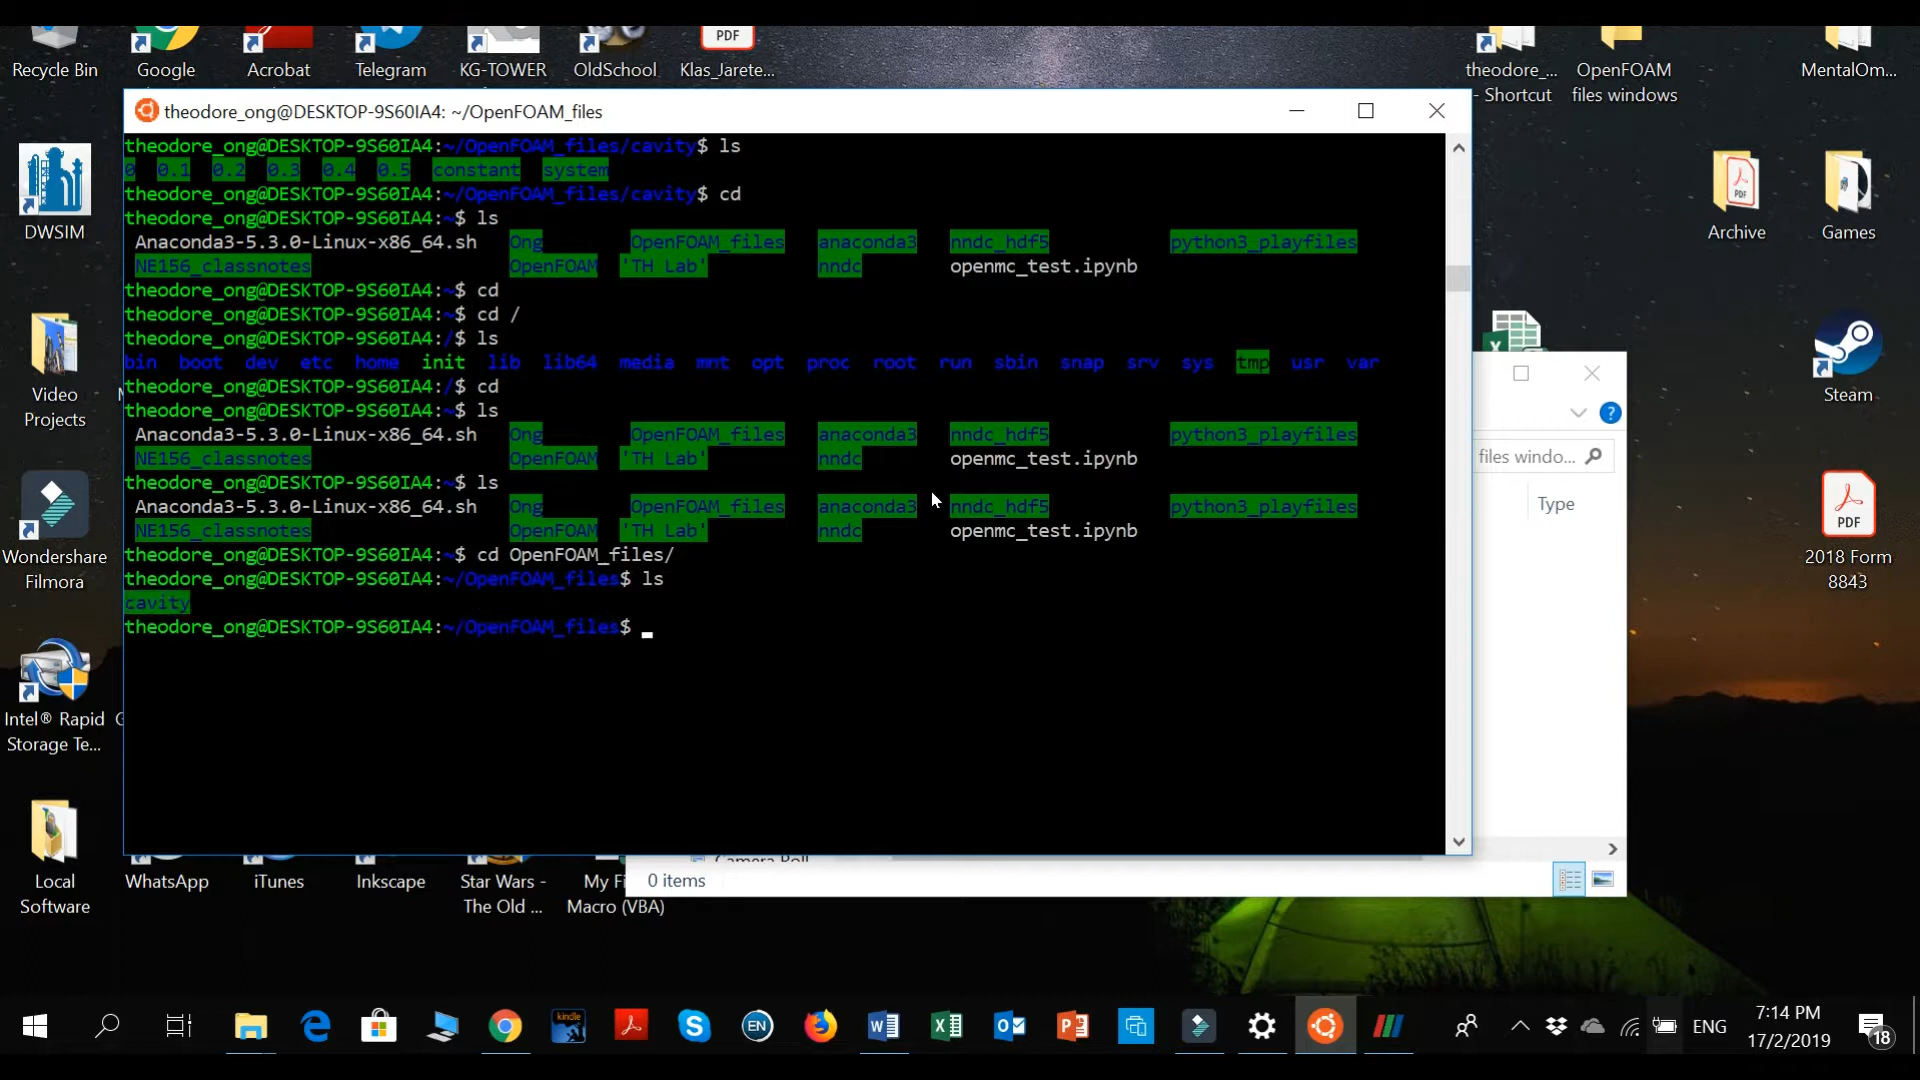 Recycle Bin
Google
Acrobat
Telegram
KG-TOWER
OldSchool
PDF
Klas_Jarete...
theodore_...
- Shortcut
OpenFOAM
files windows
MentalOm...
theodore_ong@DESKTOP-9S60IA4: ~/OpenFOAM_files
theodore_ong@DESKTOP-9S60IA4:~/OpenFOAM_files/cavity$ ls
0 0.1 0.2 0.3 0.4 0.5 constant system
theodore_ong@DESKTOP-9S60IA4:~/OpenFOAM_files/cavity$ cd
theodore_ong@DESKTOP-9S60IA4:~$ ls
Anaconda3-5.3.0-Linux-x86_64.sh Ong OpenFOAM_files anaconda3 nndc_hdf5 python3_playfiles
NE156_classnotes OpenFOAM 'TH Lab' nndc openmc_test.ipynb
theodore_ong@DESKTOP-9S60IA4:~$ cd
theodore_ong@DESKTOP-9S60IA4:~$ cd /
theodore_ong@DESKTOP-9S60IA4:/$ ls
bin boot dev etc home init lib lib64 media mnt opt proc root run sbin snap srv sys tmp usr var
theodore_ong@DESKTOP-9S60IA4:/$ cd
theodore_ong@DESKTOP-9S60IA4:~$ ls
Anaconda3-5.3.0-Linux-x86_64.sh Ong OpenFOAM_files anaconda3 nndc_hdf5 python3_playfiles
NE156_classnotes OpenFOAM 'TH Lab' nndc openmc_test.ipynb
theodore_ong@DESKTOP-9S60IA4:~$ ls
Anaconda3-5.3.0-Linux-x86_64.sh Ong OpenFOAM_files anaconda3 nndc_hdf5 python3_playfiles
NE156_classnotes OpenFOAM 'TH Lab' nndc openmc_test.ipynb
theodore_ong@DESKTOP-9S60IA4:~$ cd OpenFOAM_files/
theodore_ong@DESKTOP-9S60IA4:~/OpenFOAM_files$ ls
cavity
theodore_ong@DESKTOP-9S60IA4:~/OpenFOAM_files$
DWSIM
Video
Projects
Wondershare
Filmora
Intel® Rapid
Storage Te...
G
Local
Software
WhatsApp
iTunes
Inkscape
Star Wars -
The Old ...
My Fi
Macro (VBA)
0 items
files windo...
Type
Archive
Games
Steam
PDF
2018 Form
8843
kindle
EN
ENG
7:14 PM
17/2/2019
18